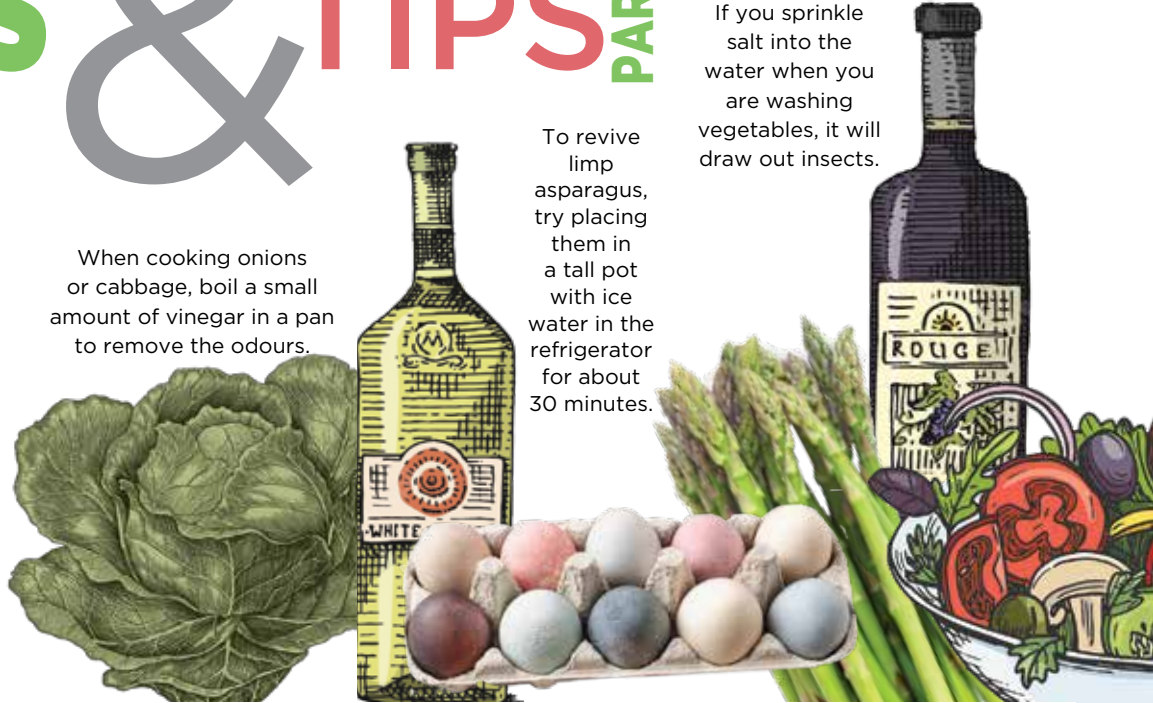 S & TIPS
PAR
If you sprinkle
salt into the
water when you
are washing
vegetables, it will
draw out insects.
To revive
limp
asparagus,
try placing
them in
a tall pot
with ice
water in the
refrigerator
for about
30 minutes.
When cooking onions
or cabbage, boil a small
amount of vinegar in a pan
to remove the odours.
ROUGE
WHITE